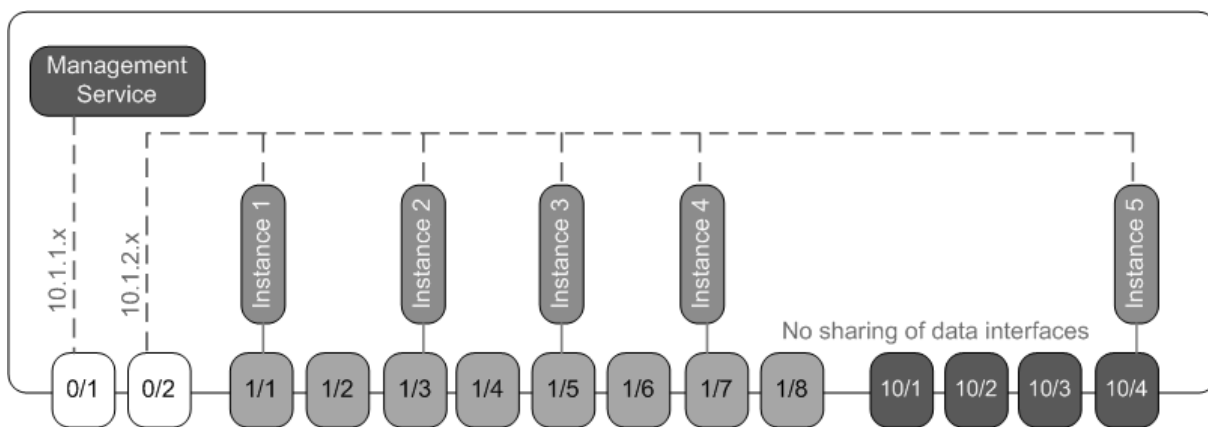 Management
Service
10.1.1.x
10.1.2.x
Instance 1
Instance 2
Instance 3
Instance 4
Instance 5
No sharing of data interfaces
0/1
0/2
1/1
1/2
1/3
1/4
1/5
1/6
1/7
1/8
10/1
10/2
10/3
10/4